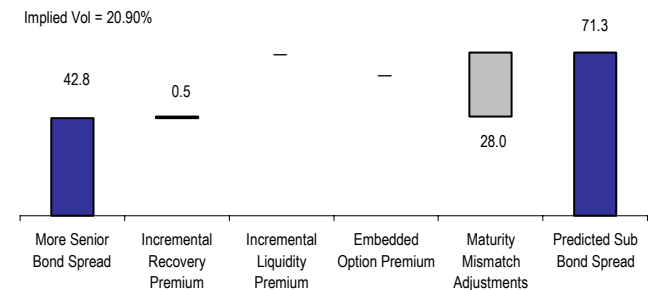 Implied Vol = 20.90%
71.3
42.8
0.5
—
—
28.0
More Senior
Bond Spread
Incremental
Recovery
Premium
Incremental
Liquidity
Premium
Embedded
Option Premium
Maturity
Mismatch
Adjustments
Predicted Sub
Bond Spread